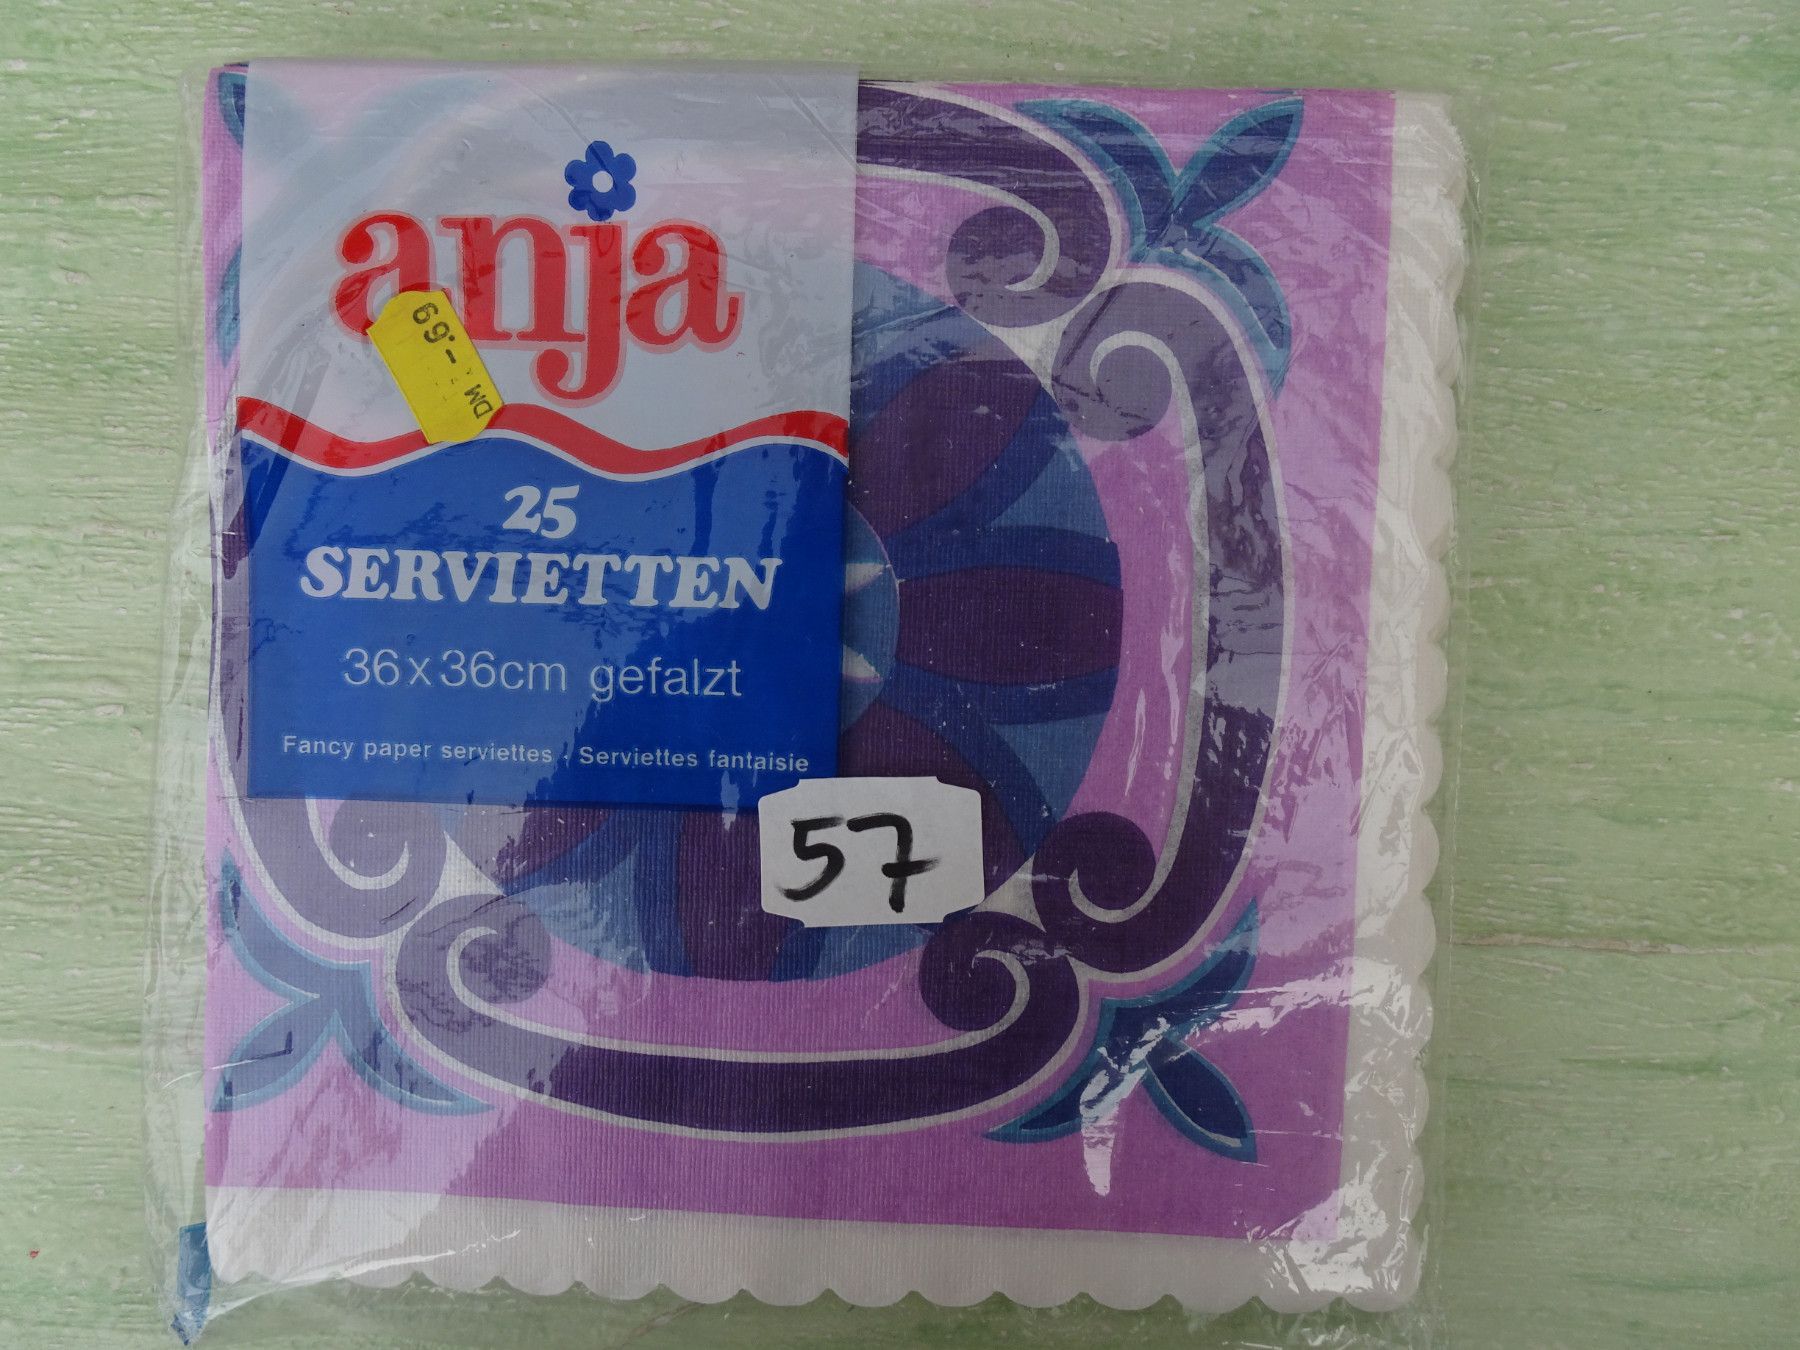 anja
DM -.69
25
SERVIETTEN
36x36cm gefalzt
Fancy paper serviettes · Serviettes fantaisie
57